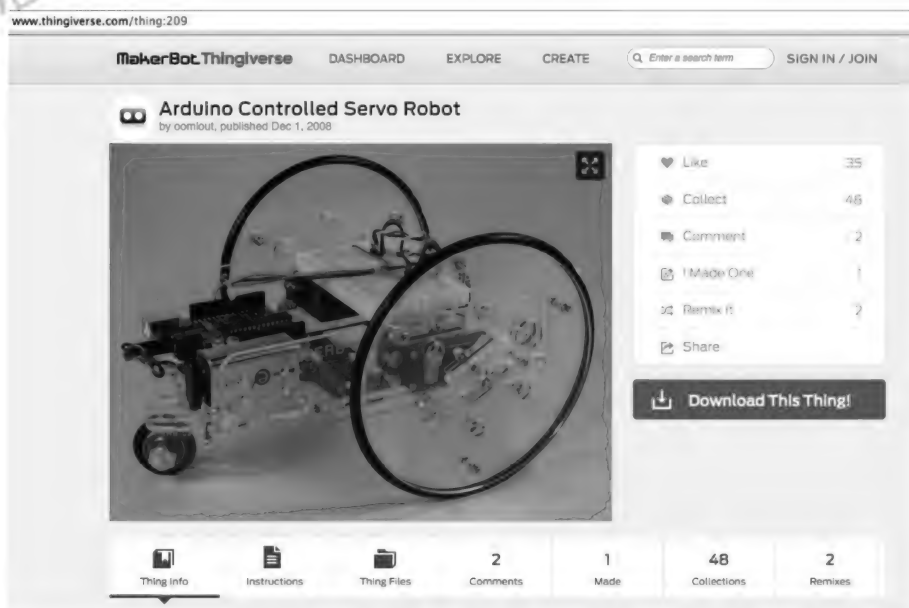 www.thingiverse.com/thing:209
MakerBot Thingiverse DASHBOARD EXPLORE CREATE Enter a search term SIGN IN / JOIN
Arduino Controlled Servo Robot
by oomlout, published Dec 1, 2008
Like 35
Collect 48
Comment 2
I Made One 1
Remix it 2
Share
Download This Thing!
2 1 48 2
Thing Info Instructions Thing Files Comments Made Collections Remixes